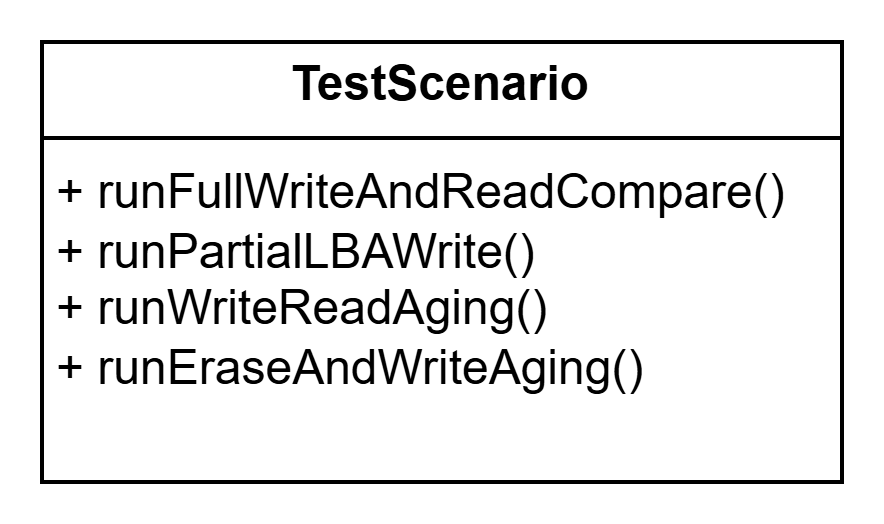 TestScenario
+ runFullWriteAndReadCompare()
+ runPartialLBAWrite()
+ runWriteReadAging()
+ runEraseAndWriteAging()